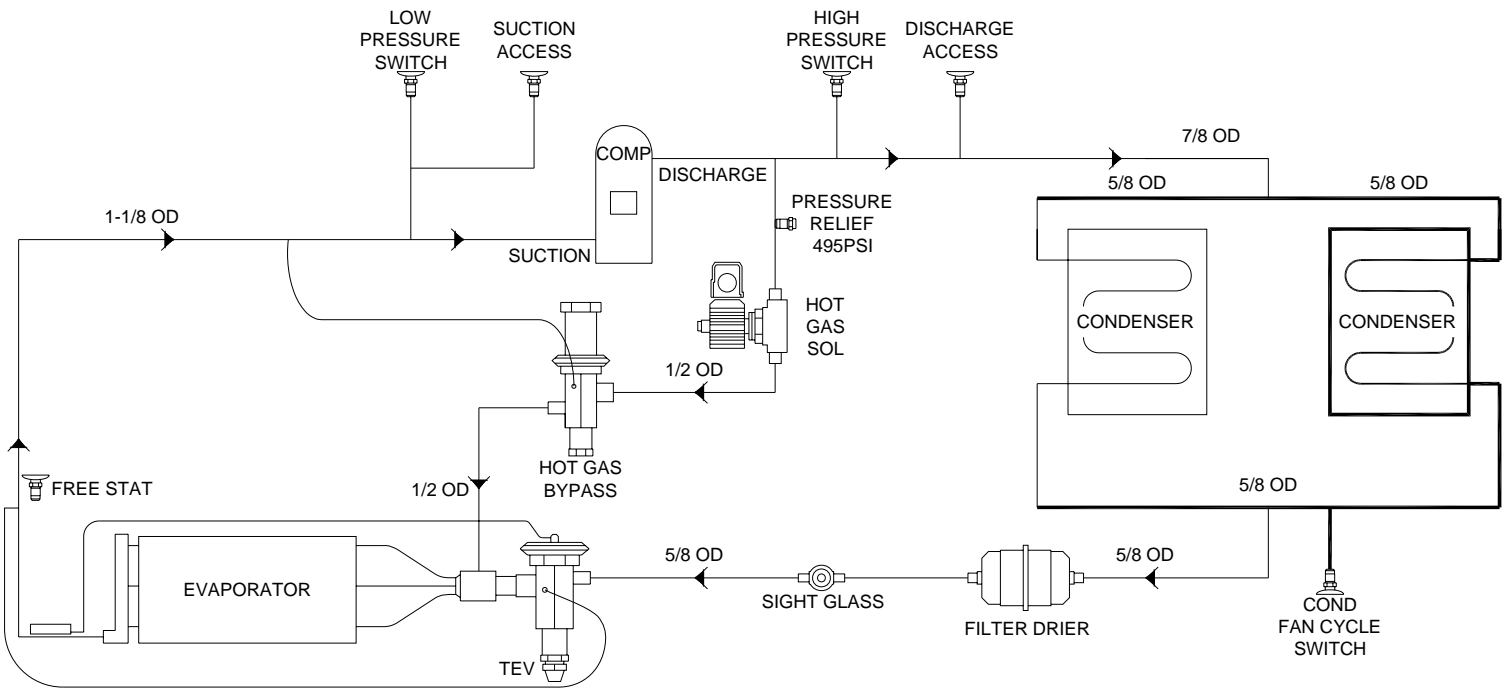 LOW
PRESSURE
SWITCH
SUCTION
ACCESS
HIGH
PRESSURE
SWITCH
DISCHARGE
ACCESS
7/8 OD
COMP
DISCHARGE
5/8 OD
5/8 OD
1-1/8 OD
PRESSURE
RELIEF
495PSI
SUCTION
HOT
GAS
SOL
CONDENSER
CONDENSER
1/2 OD
HOT GAS
BYPASS
FREE STAT
1/2 OD
5/8 OD
5/8 OD
5/8 OD
EVAPORATOR
SIGHT GLASS
FILTER DRIER
COND
FAN CYCLE
SWITCH
TEV